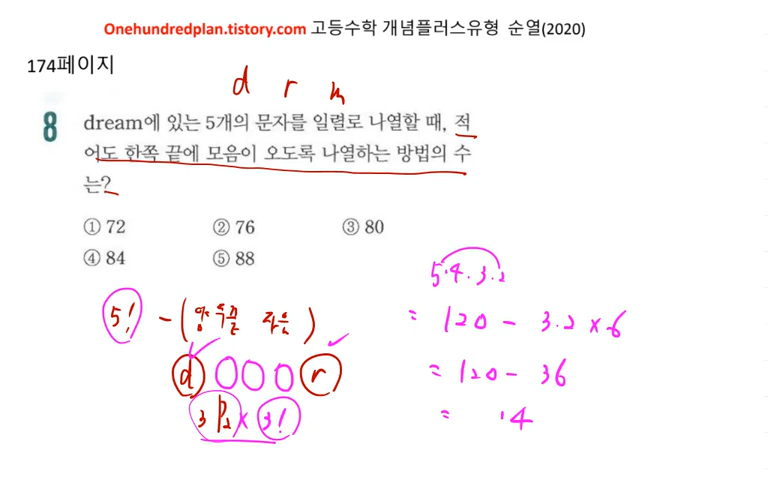 Onehundredplan.tistory.com 고등수학 개념플러스유형 순열(2020)
174페이지
d r m
8 dream에 있는 5개의 문자를 일렬로 나열할 때, 적
어도 한쪽 끝에 모음이 오도록 나열하는 방법의 수
는?
① 72 ② 76 ③ 80
④ 84 ⑤ 88
5·4·3·2
5! - (양쪽끝 자음)
= 120 - 3·2×6
d r
= 120 - 36
3P2 × 3!
= 4